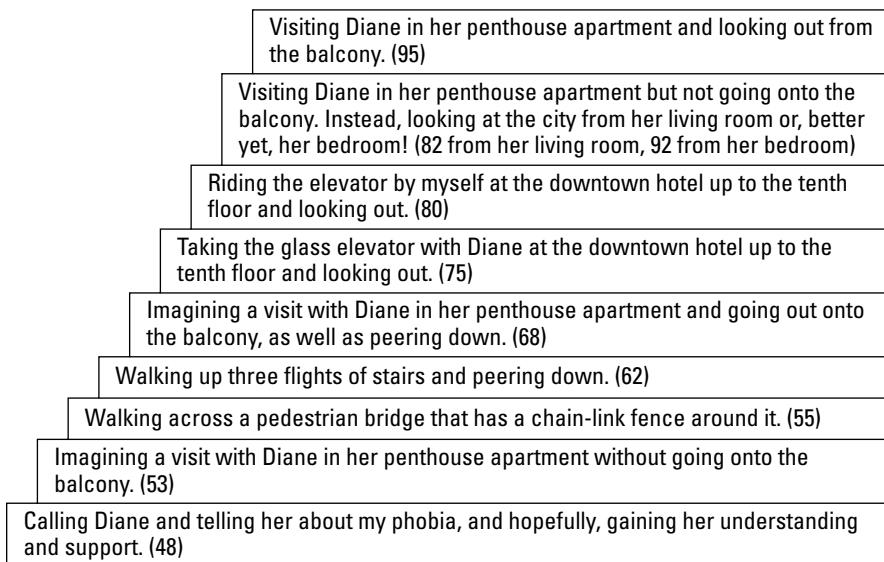 Visiting Diane in her penthouse apartment and looking out from
the balcony. (95)
Visiting Diane in her penthouse apartment but not going onto the
balcony. Instead, looking at the city from her living room or, better
yet, her bedroom! (82 from her living room, 92 from her bedroom)
Riding the elevator by myself at the downtown hotel up to the tenth
floor and looking out. (80)
Taking the glass elevator with Diane at the downtown hotel up to the
tenth floor and looking out. (75)
Imagining a visit with Diane in her penthouse apartment and going out onto
the balcony, as well as peering down. (68)
Walking up three flights of stairs and peering down. (62)
Walking across a pedestrian bridge that has a chain-link fence around it. (55)
Imagining a visit with Diane in her penthouse apartment without going onto the
balcony. (53)
Calling Diane and telling her about my phobia, and hopefully, gaining her understanding
and support. (48)